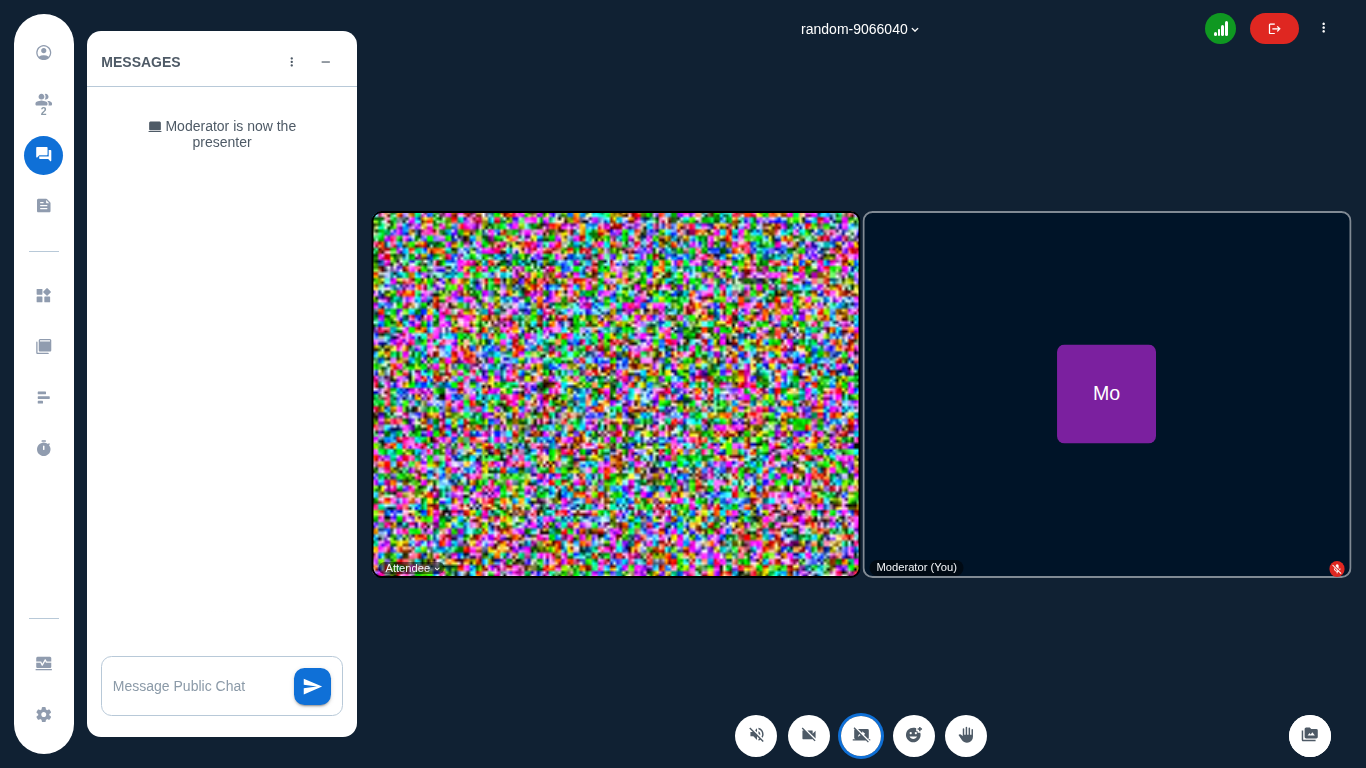 random-9066040
2
MESSAGES
Moderator is now the
presenter
Mo
Attendee
Moderator (You)
Message Public Chat